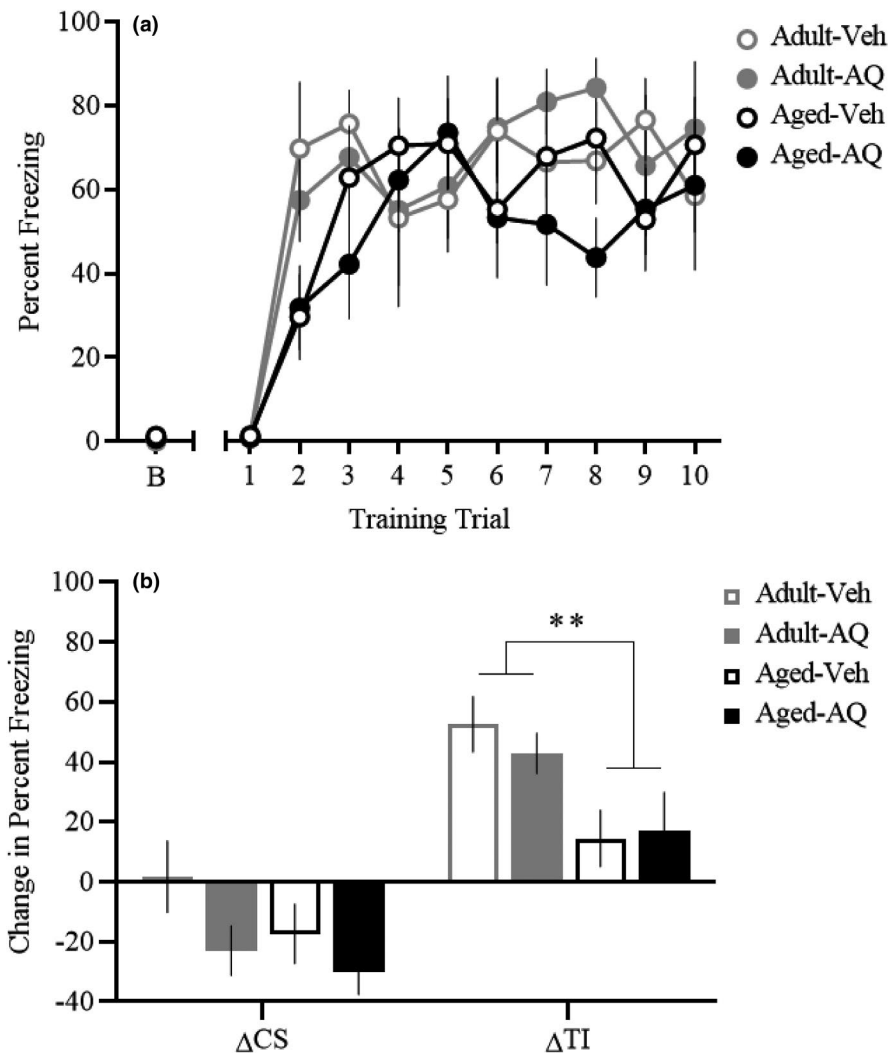 (a)
100
80
60
40
20
0
Percent Freezing
B
1 2 3 4 5 6 7 8 9 10
Training Trial
Adult-Veh
Adult-AQ
Aged-Veh
Aged-AQ
(b)
100
80
60
40
20
0
-20
-40
Change in Percent Freezing
**
ΔCS
ΔTI
Adult-Veh
Adult-AQ
Aged-Veh
Aged-AQ